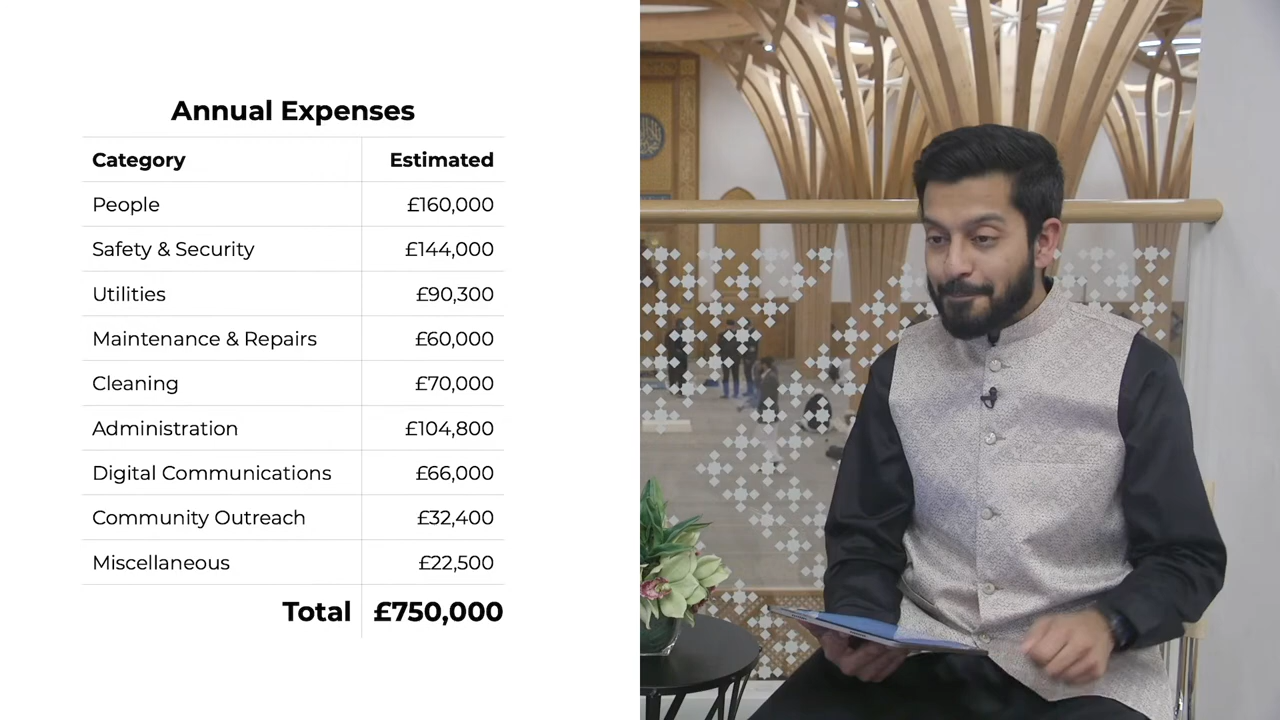 Annual Expenses
Category Estimated
People £160,000
Safety & Security £144,000
Utilities £90,300
Maintenance & Repairs £60,000
Cleaning £70,000
Administration £104,800
Digital Communications £66,000
Community Outreach £32,400
Miscellaneous £22,500
Total £750,000